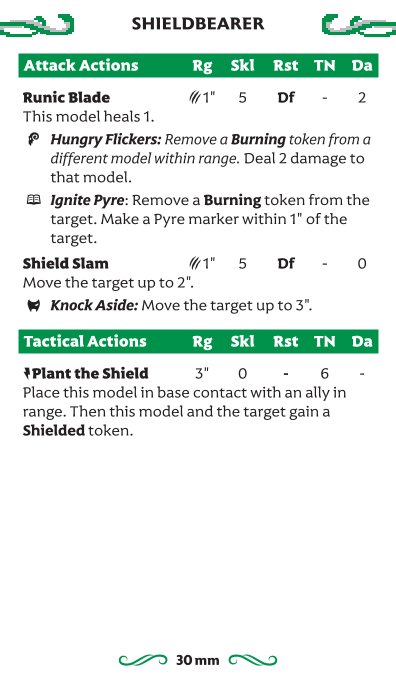 SHIELDBEARER
Attack Actions Rg Skl Rst TN Da
Runic Blade 1" 5 Df - 2
This model heals 1.
Hungry Flickers: Remove a Burning token from a
different model within range. Deal 2 damage to
that model.
Ignite Pyre: Remove a Burning token from the
target. Make a Pyre marker within 1" of the
target.
Shield Slam 1" 5 Df - 0
Move the target up to 2".
Knock Aside: Move the target up to 3".
Tactical Actions Rg Skl Rst TN Da
Plant the Shield 3" 0 - 6 -
Place this model in base contact with an ally in
range. Then this model and the target gain a
Shielded token.
30 mm